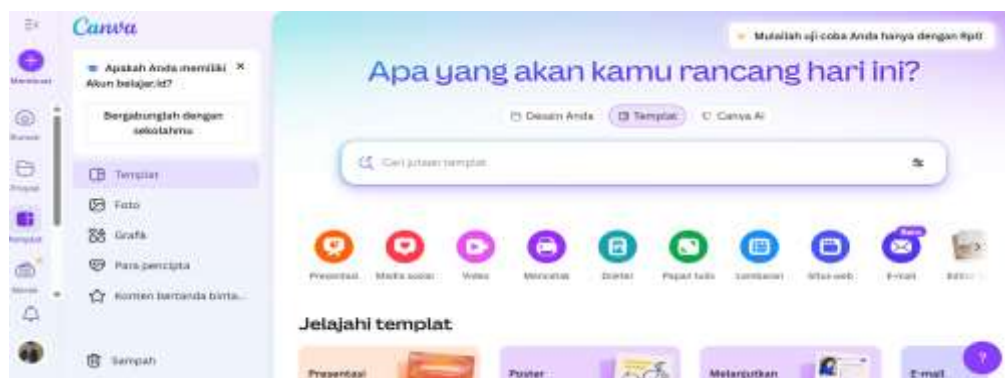 Canva
Membuat
Apakah Anda memiliki
Akun belajar.id?
Bergabunglah dengan
sekolahmu
Templat
Foto
Grafik
Para pencipta
Konten bertanda binta...
Sampah
Mulailah uji coba Anda hanya dengan Rp0
Apa yang akan kamu rancang hari ini?
Desain Anda
Templat
Canva AI
Cari jutaan templat
Presentasi
Media sosial
Video
Mencetak
Papan tulis
Lembaran
Situs web
E-mail
Jelajahi templat
Presentasi
Poster
Melanjutkan
E-mail
?